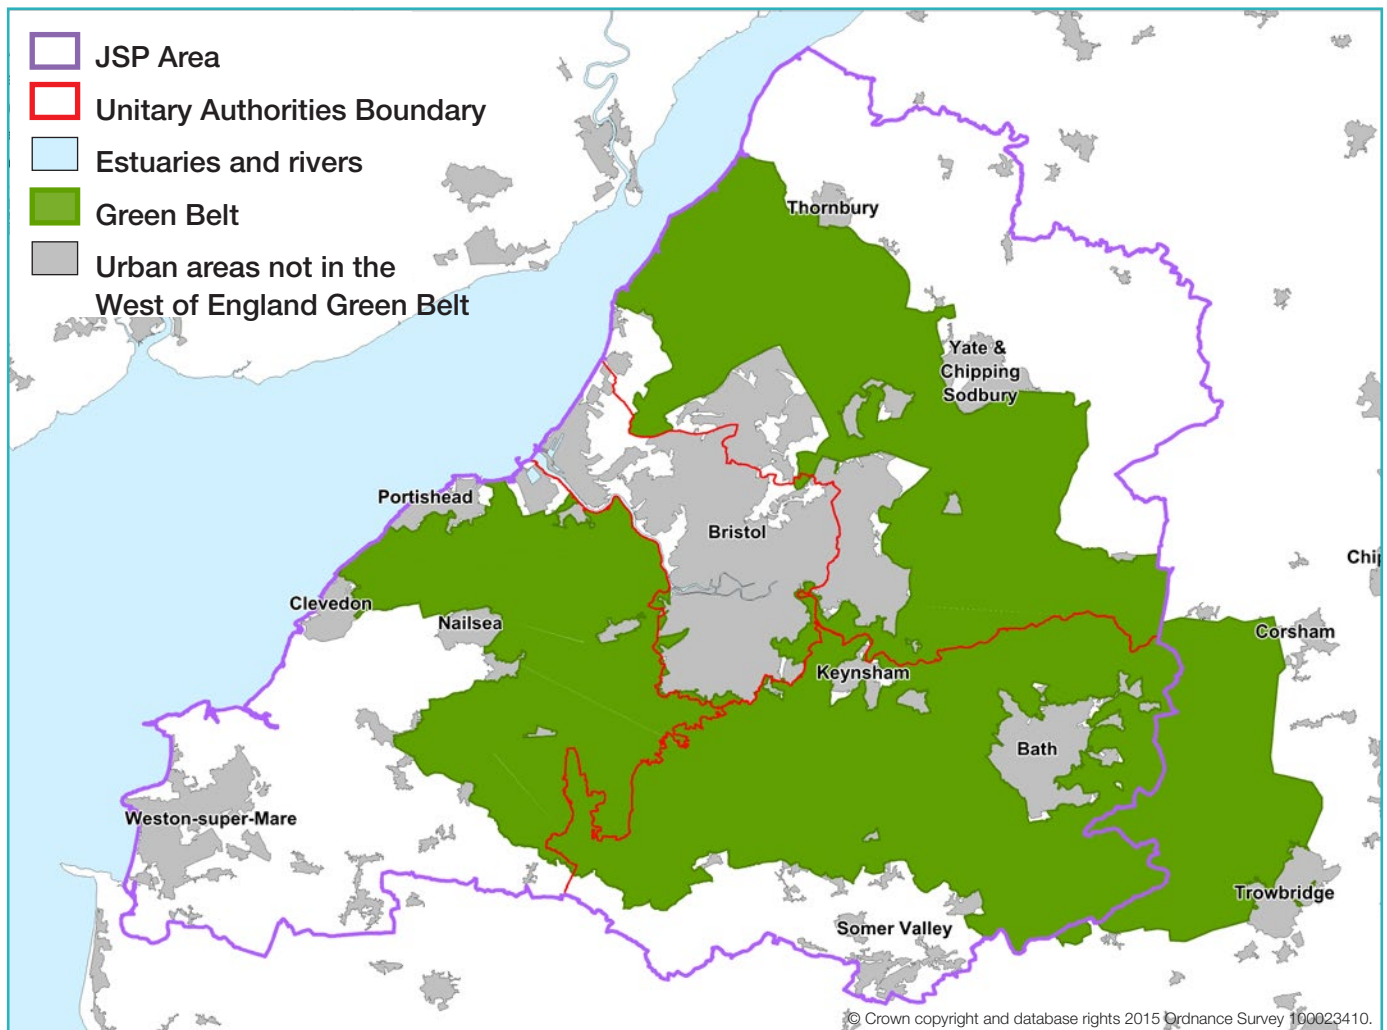 JSP Area
Unitary Authorities Boundary
Estuaries and rivers
Green Belt
Urban areas not in the
West of England Green Belt
Thornbury
Yate &
Chipping
Sodbury
Portishead
Bristol
Clevedon
Nailsea
Chip
Corsham
Keynsham
Bath
Weston-super-Mare
Trowbridge
Somer Valley
© Crown copyright and database rights 2015 Ordnance Survey 100023410.